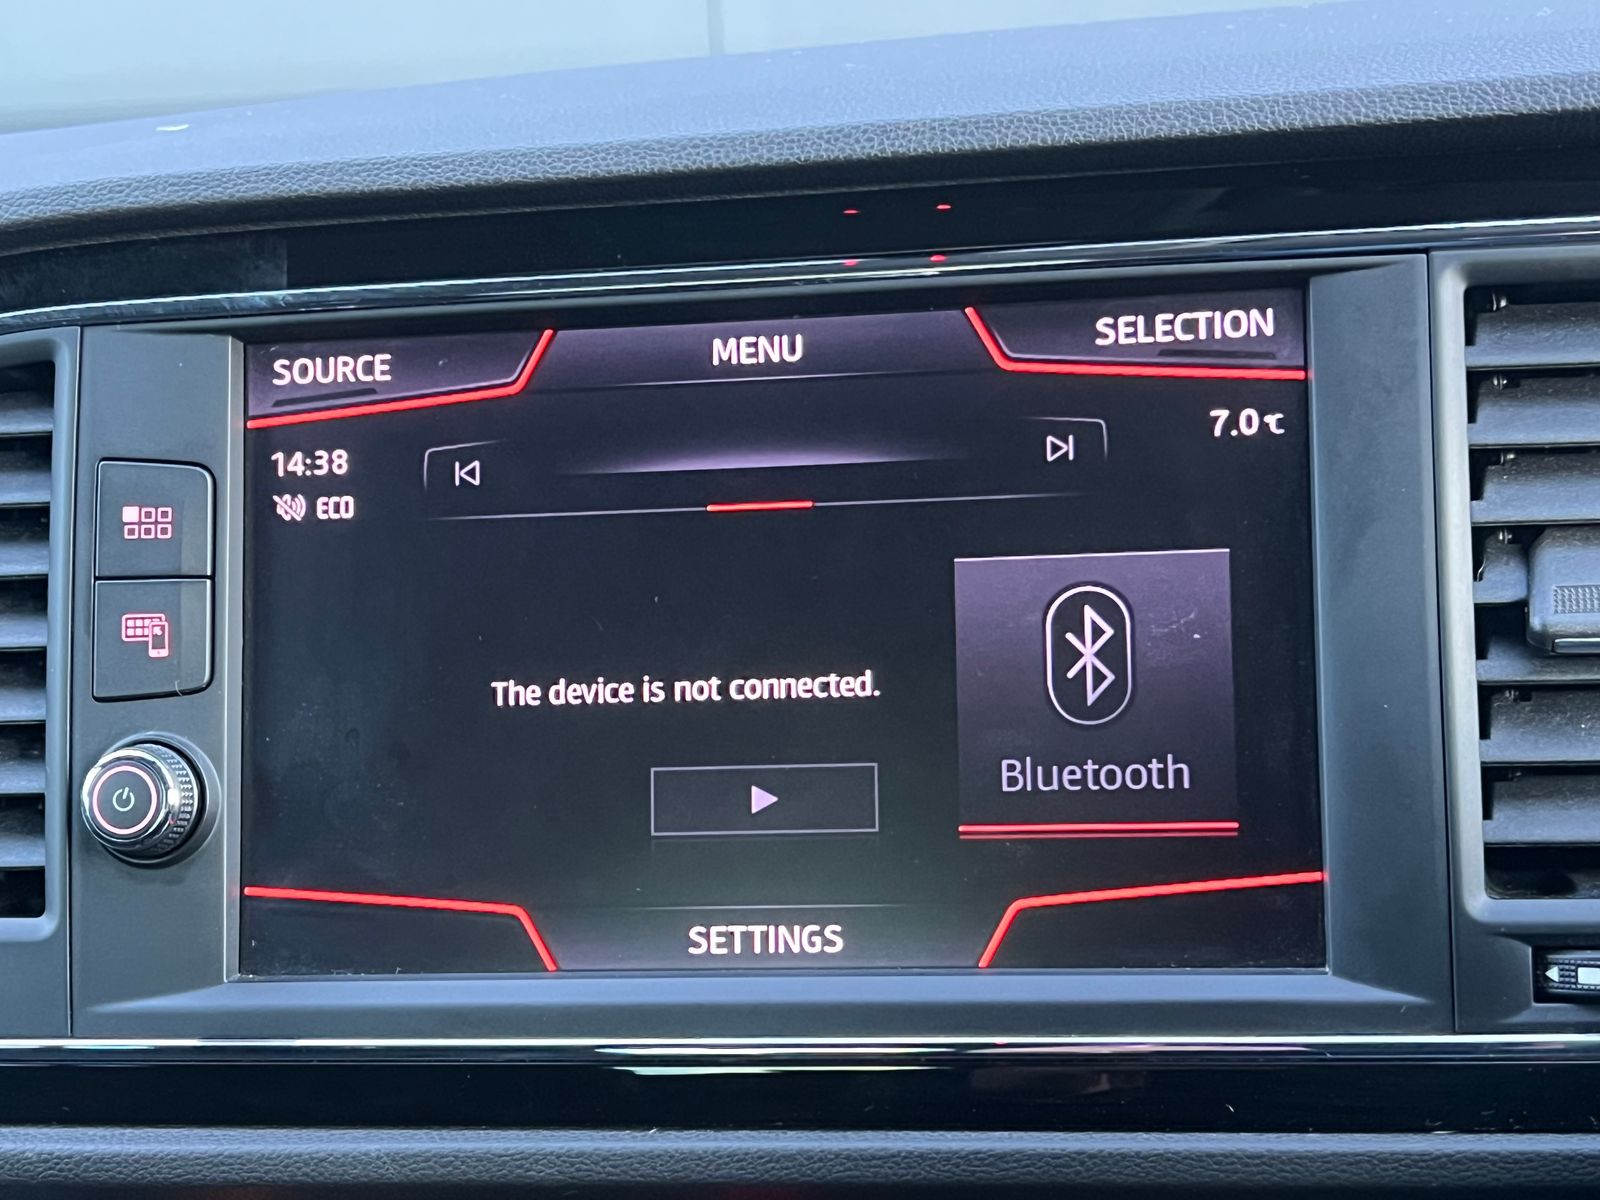 SOURCE
MENU
SELECTION
14:38
7.0℃
ECO
The device is not connected.
Bluetooth
SETTINGS